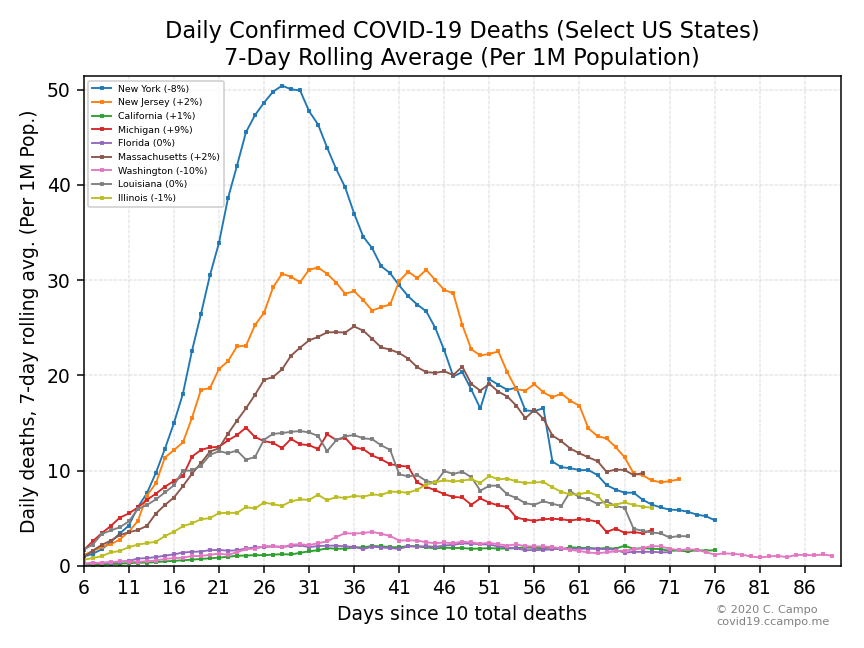 Daily Confirmed COVID-19 Deaths (Select US States)
7-Day Rolling Average (Per 1M Population)
Daily deaths, 7-day rolling avg. (Per 1M Pop.)
50
40
30
20
10
0
New York (-8%)
New Jersey (+2%)
California (+1%)
Michigan (+9%)
Florida (0%)
Massachusetts (+2%)
Washington (-10%)
Louisiana (0%)
Illinois (-1%)
6 11 16 21 26 31 36 41 46 51 56 61 66 71 76 81 86
Days since 10 total deaths
© 2020 C. Campo
covid19.ccampo.me